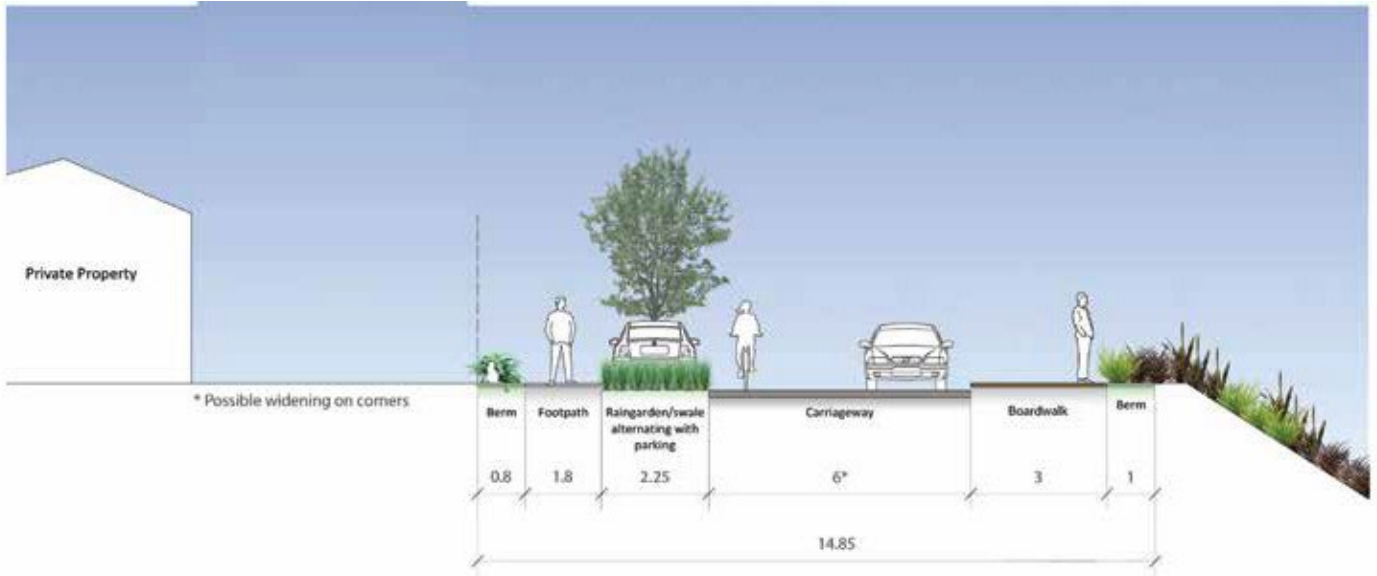 Private Property
* Possible widening on corners
Berm
Footpath
Raingarden/swale
alternating with
parking
Carriageway
Boardwalk
Berm
0.8
1.8
2.25
6*
3
1
14.85